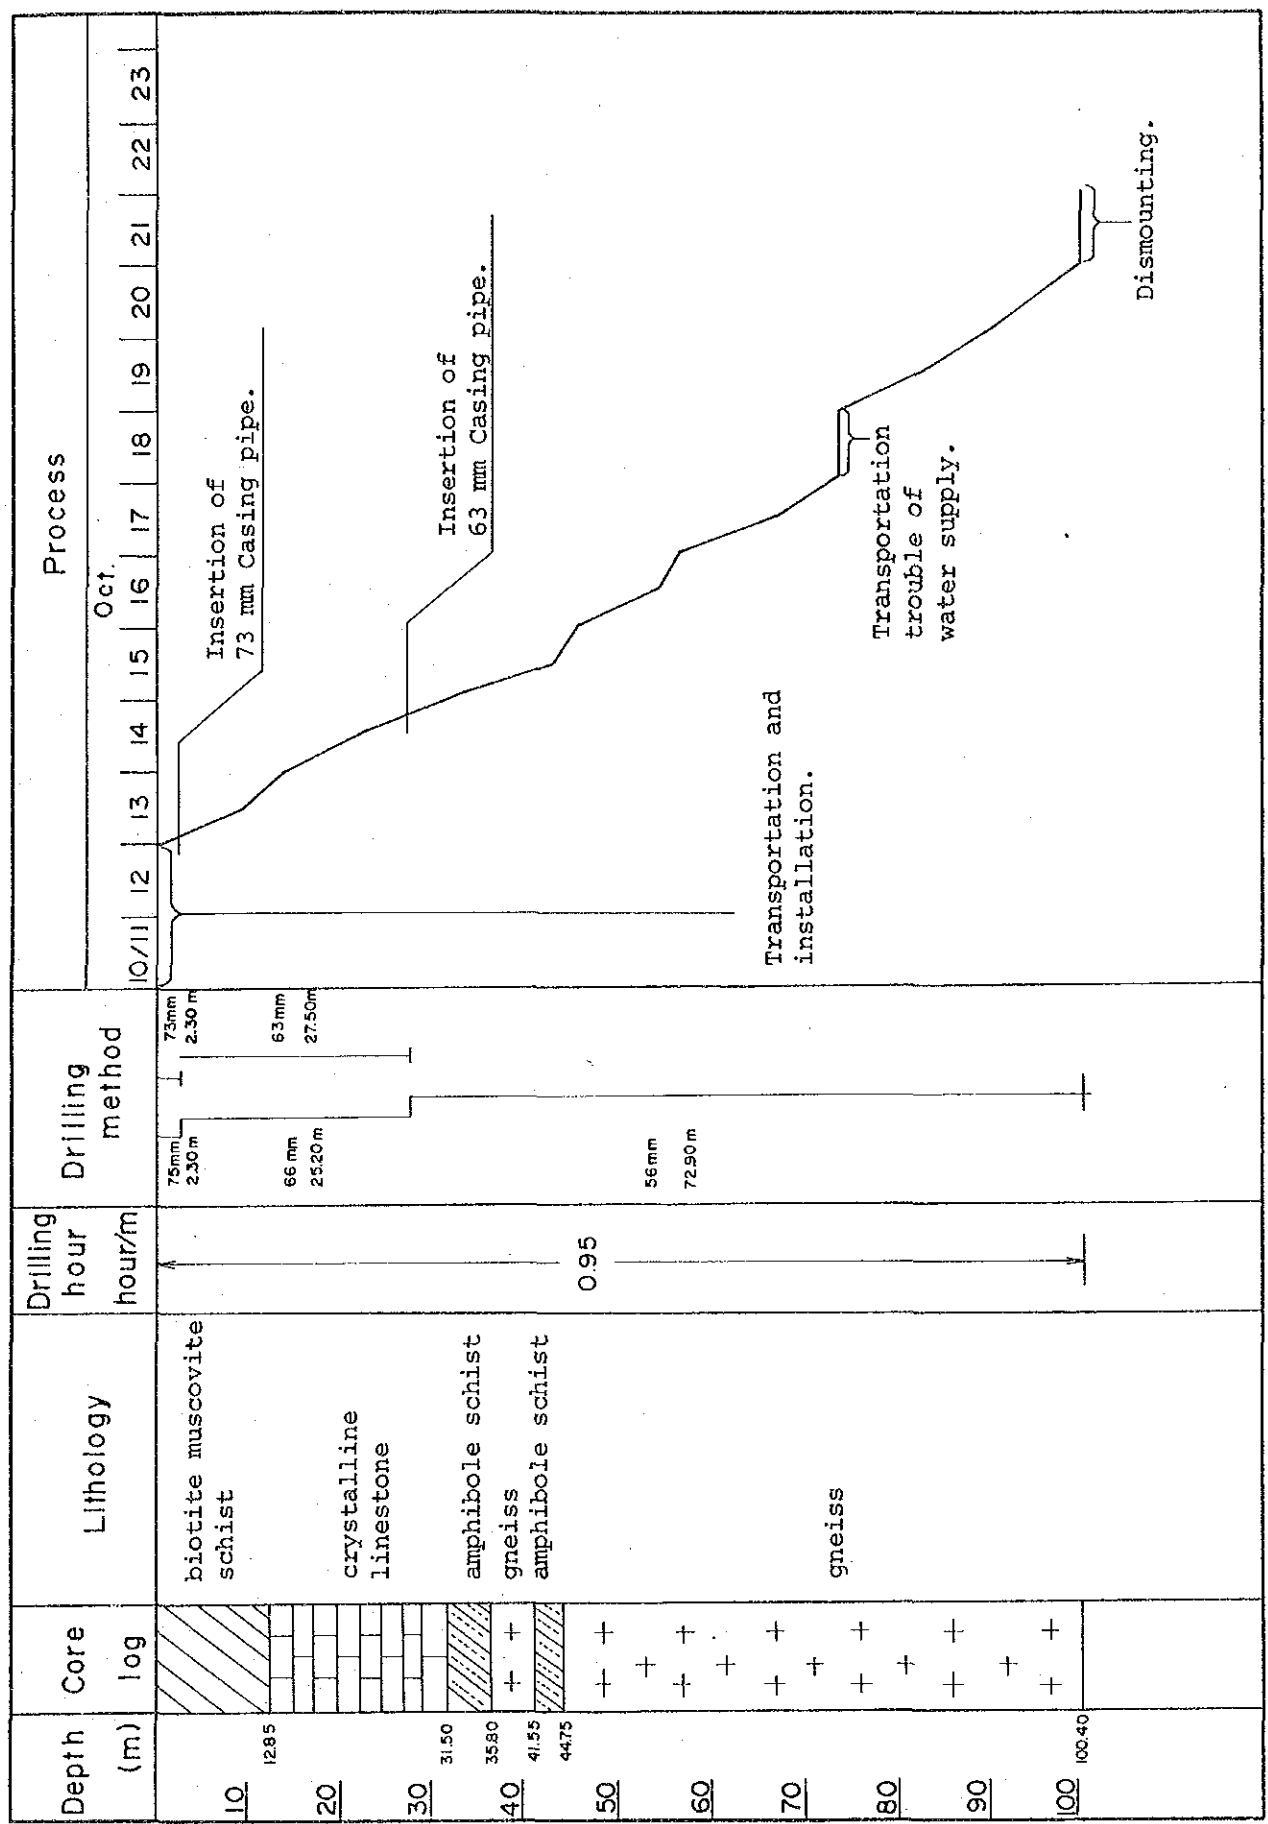 Depth
(m)
Core
log
Lithology
Drilling
hour
hour/m
Drilling
method
Process
Oct.
10/11
12
13
14
15
16
17
18
19
20
21
22
23
10
20
30
40
50
60
70
80
90
100
12.85
31.50
35.80
41.55
44.75
100.40
biotite muscovite
schist
crystalline
linestone
amphibole schist
gneiss
amphibole schist
gneiss
0.95
75mm
2.30m
66mm
25.20m
56mm
72.90m
73mm
2.30m
63mm
27.50m
Transportation and
installation.
Insertion of
73 mm Casing pipe.
Insertion of
63 mm Casing pipe.
Transportation
trouble of
water supply.
Dismounting.